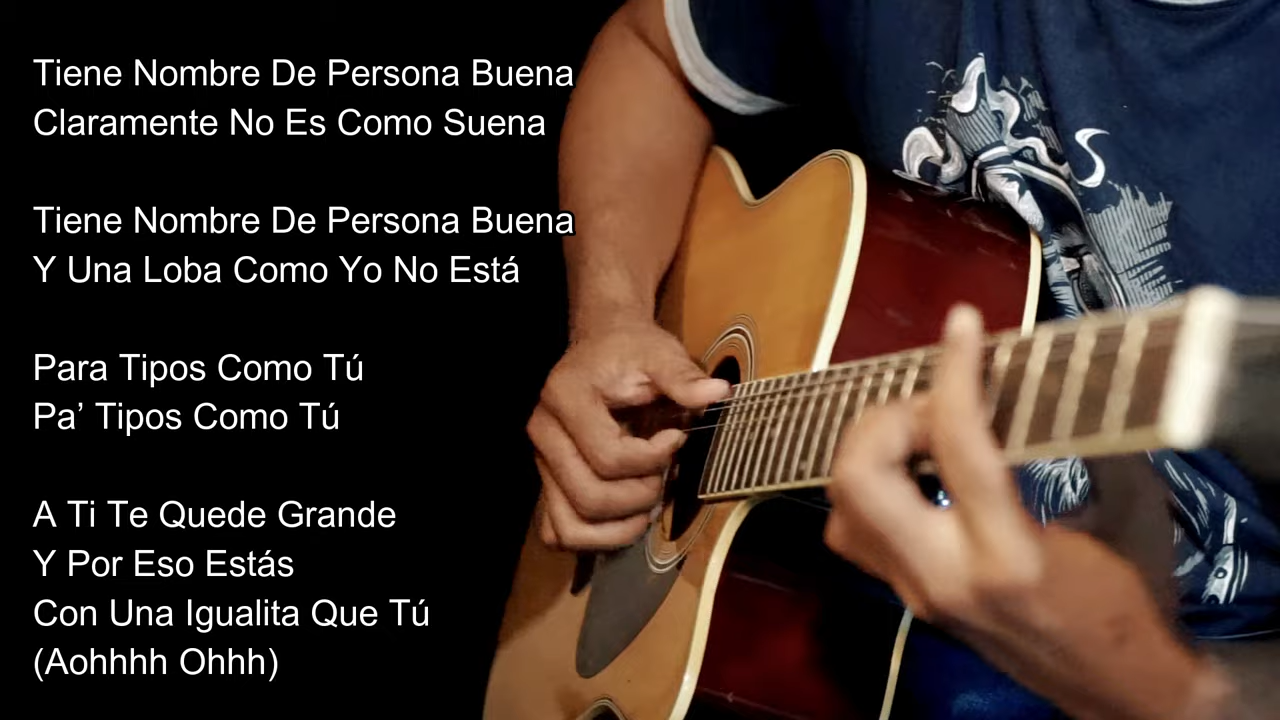 Tiene Nombre De Persona Buena
Claramente No Es Como Suena
Tiene Nombre De Persona Buena
Y Una Loba Como Yo No Está
Para Tipos Como Tú
Pa’ Tipos Como Tú
A Ti Te Quede Grande
Y Por Eso Estás
Con Una Igualita Que Tú
(Aohhhh Ohhh)